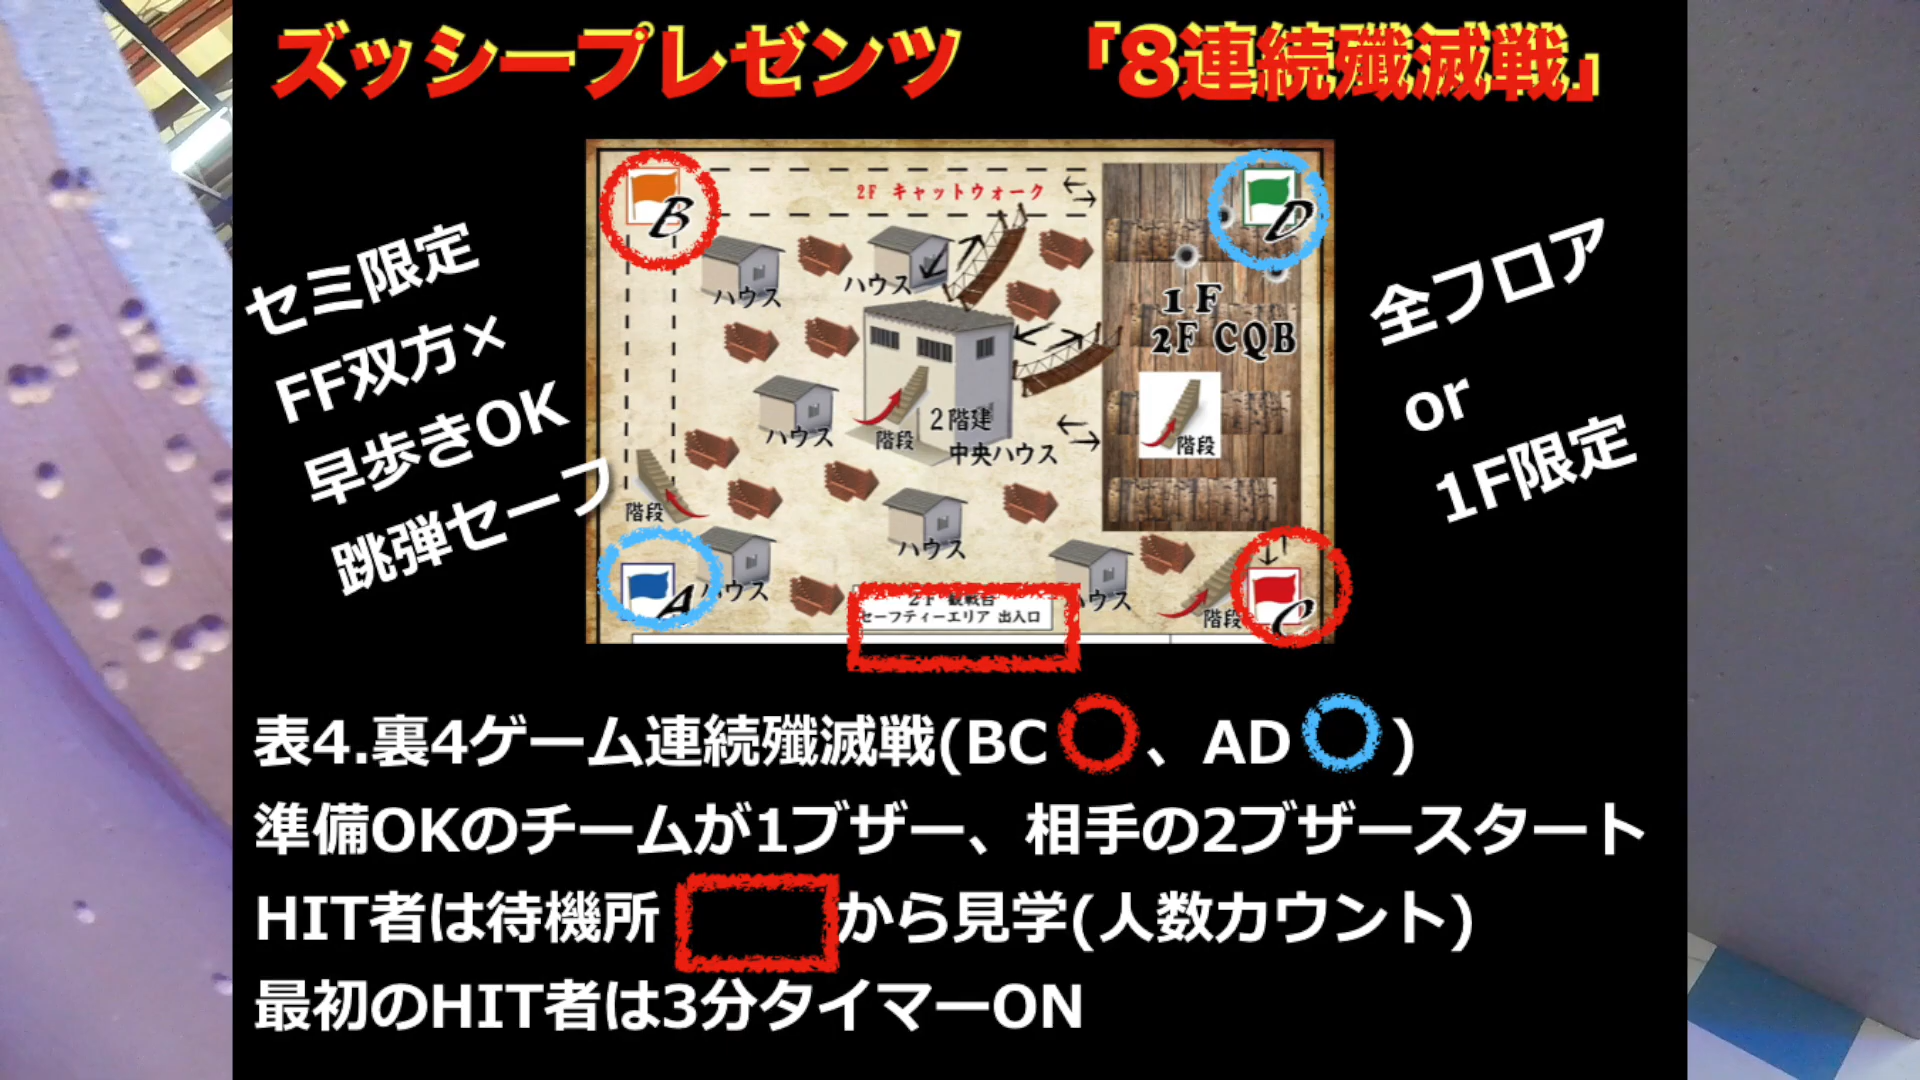 ズッシープレゼンツ 「8連続殲滅戦」
B
2F キャットウォーク
D
セミ限定
FF双方×
早歩きOK
跳弾セーフ
ハウス
ハウス
1F
2F CQB
全フロア
or
1F限定
ハウス
階段
2階建
中央ハウス
階段
階段
ハウス
A
ハウス
2F 観戦台
セーフティーエリア 出入口
ハウス
階段
C
表4.裏4ゲーム連続殲滅戦(BC 、AD )
準備OKのチームが1ブザー、相手の2ブザースタート
HIT者は待機所 から見学(人数カウント)
最初のHIT者は3分タイマーON